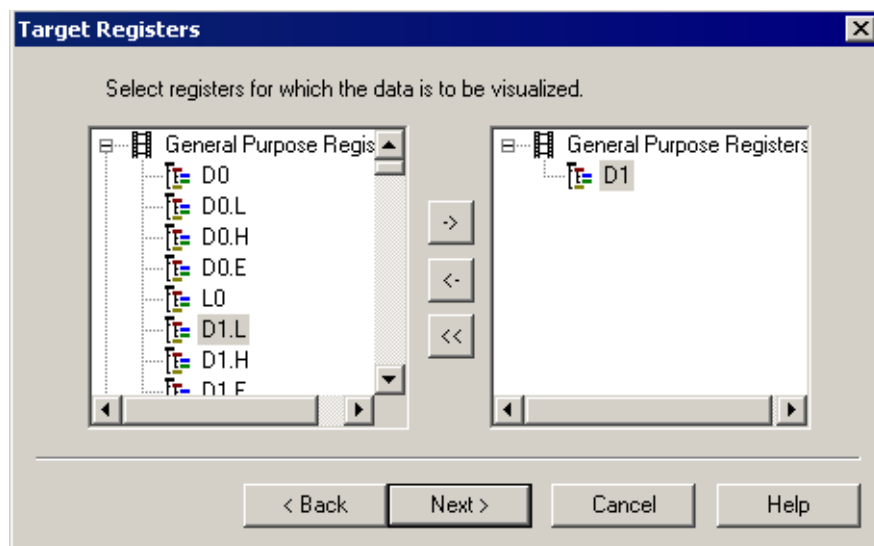 Target Registers
Select registers for which the data is to be visualized.
General Purpose Regis
D0
D0.L
D0.H
D0.E
L0
D1.L
D1.H
D1.E
General Purpose Registers
D1
->
<-
<<
< Back
Next >
Cancel
Help